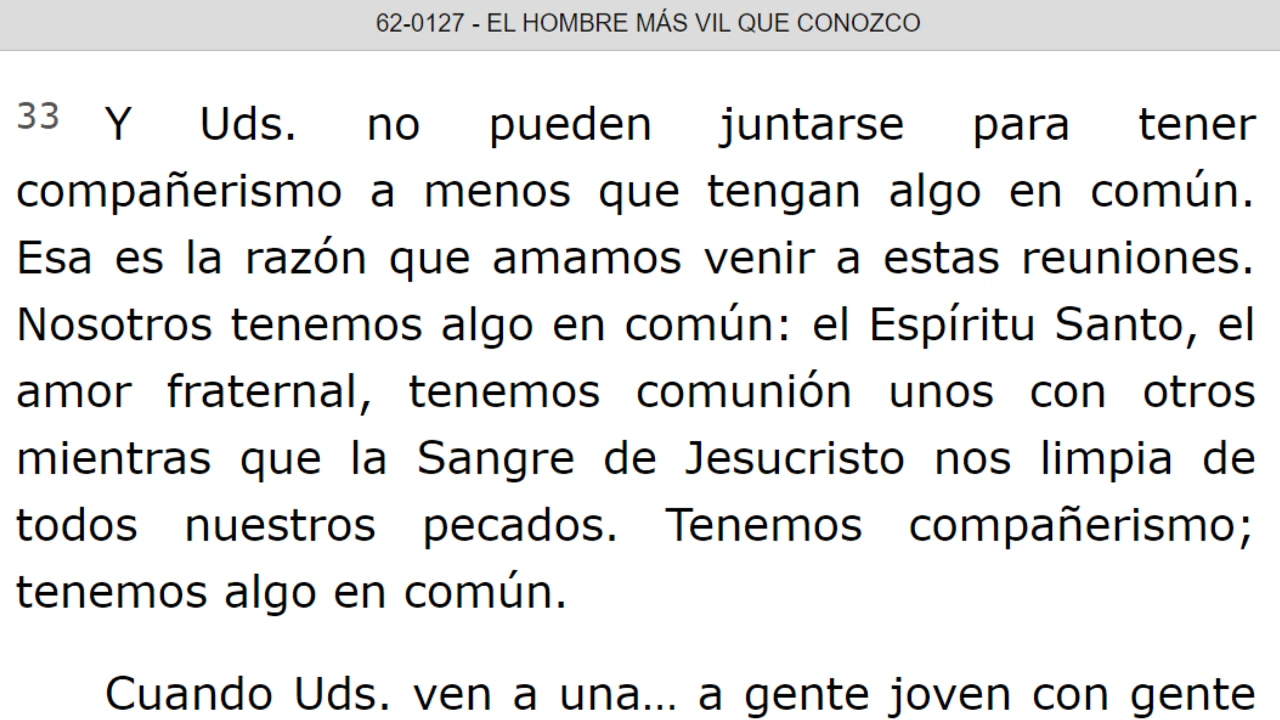 62-0127 - EL HOMBRE MÁS VIL QUE CONOZCO
33 Y Uds. no pueden juntarse para tener
compañerismo a menos que tengan algo en común.
Esa es la razón que amamos venir a estas reuniones.
Nosotros tenemos algo en común: el Espíritu Santo, el
amor fraternal, tenemos comunión unos con otros
mientras que la Sangre de Jesucristo nos limpia de
todos nuestros pecados. Tenemos compañerismo;
tenemos algo en común.
Cuando Uds. ven a una... a gente joven con gente